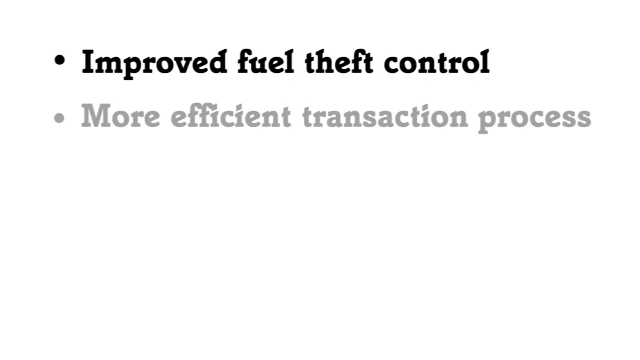 • Improved fuel theft control
• More efficient transaction process